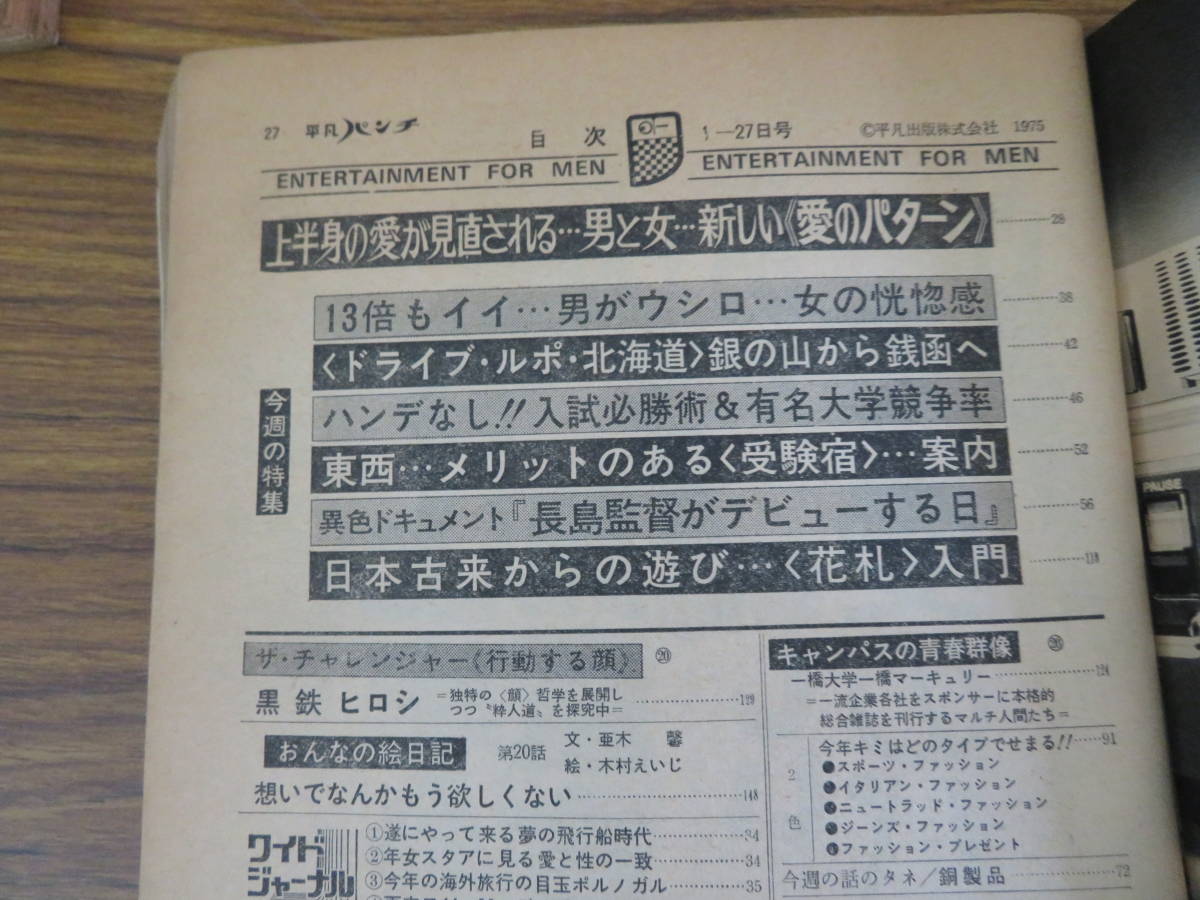 27 平凡パンチ
目次
1—27日号
©平凡出版株式会社 1975
ENTERTAINMENT FOR MEN
ENTERTAINMENT FOR MEN
上半身の愛が見直される…男と女…新しい《愛のパターン》 28
今週の特集
13倍もイイ…男がウシロ…女の恍惚感 38
〈ドライブ・ルポ・北海道〉銀の山から銭函へ 42
ハンデなし!!入試必勝術&有名大学競争率 46
東西…メリットのある〈受験宿〉…案内 52
異色ドキュメント『長島監督がデビューする日』 56
日本古来からの遊び…〈花札〉入門 118
ザ・チャレンジャー《行動する顔》 ⑳
黒鉄ヒロシ =独特の〈顔〉哲学を展開し
つつ〝粋人道〟を探究中= 129
おんなの絵日記 第20話 文・亜木 馨
絵・木村えいじ
想いでなんかもう欲しくない 148
ワイドジャーナル
①遂にやって来る夢の飛行船時代 34
②年女スタアに見る愛と性の一致 34
③今年の海外旅行の目玉ポルノガル 35
キャンパスの青春群像
一橋大学一橋マーキュリー 124
=一流企業各社をスポンサーに本格的
総合雑誌を刊行するマルチ人間たち=
2色
今年キミはどのタイプでせまる!! 91
●スポーツ・ファッション
●イタリアン・ファッション
●ニュートラッド・ファッション
●ジーンズ・ファッション
●ファッション・プレゼント
今週の話のタネ/銅製品 72
PAUSE